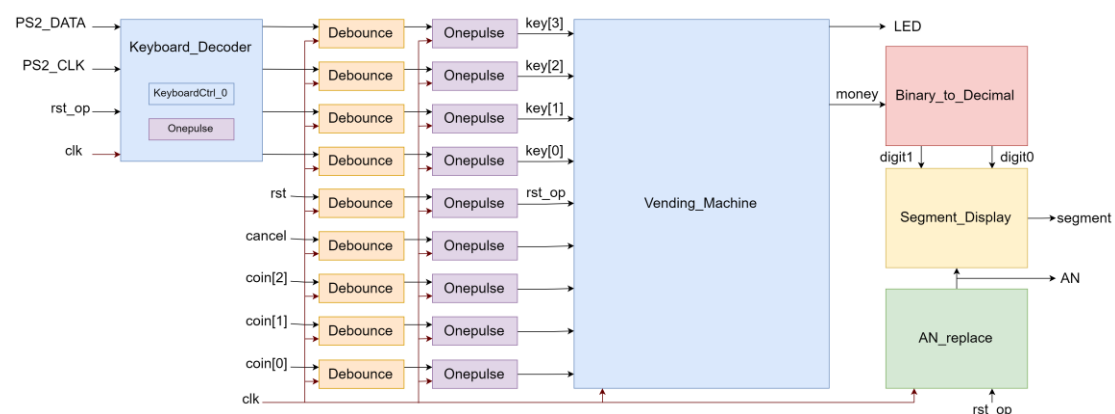 PS2_DATA
PS2_CLK
rst_op
clk
Keyboard_Decoder
KeyboardCtrl_0
Onepulse
Debounce
Onepulse
key[3]
Debounce
Onepulse
key[2]
Debounce
Onepulse
key[1]
Debounce
Onepulse
key[0]
rst
Debounce
Onepulse
rst_op
cancel
Debounce
Onepulse
coin[2]
Debounce
Onepulse
coin[1]
Debounce
Onepulse
coin[0]
Debounce
Onepulse
clk
Vending_Machine
LED
money
Binary_to_Decimal
digit1
digit0
Segment_Display
segment
AN
AN_replace
rst_op